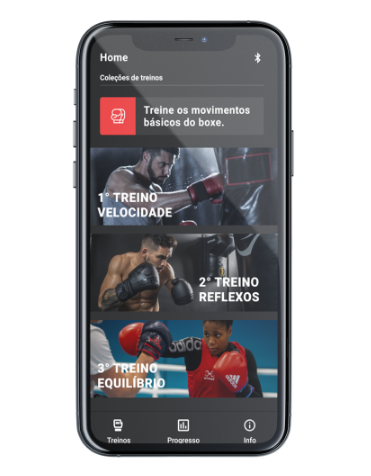 Home
Coleções de treinos
Treine os movimentos
básicos do boxe.
1° TREINO
VELOCIDADE
2° TREINO
REFLEXOS
adidas
3° TREINO
EQUILÍBRIO
Treinos
Progresso
Info